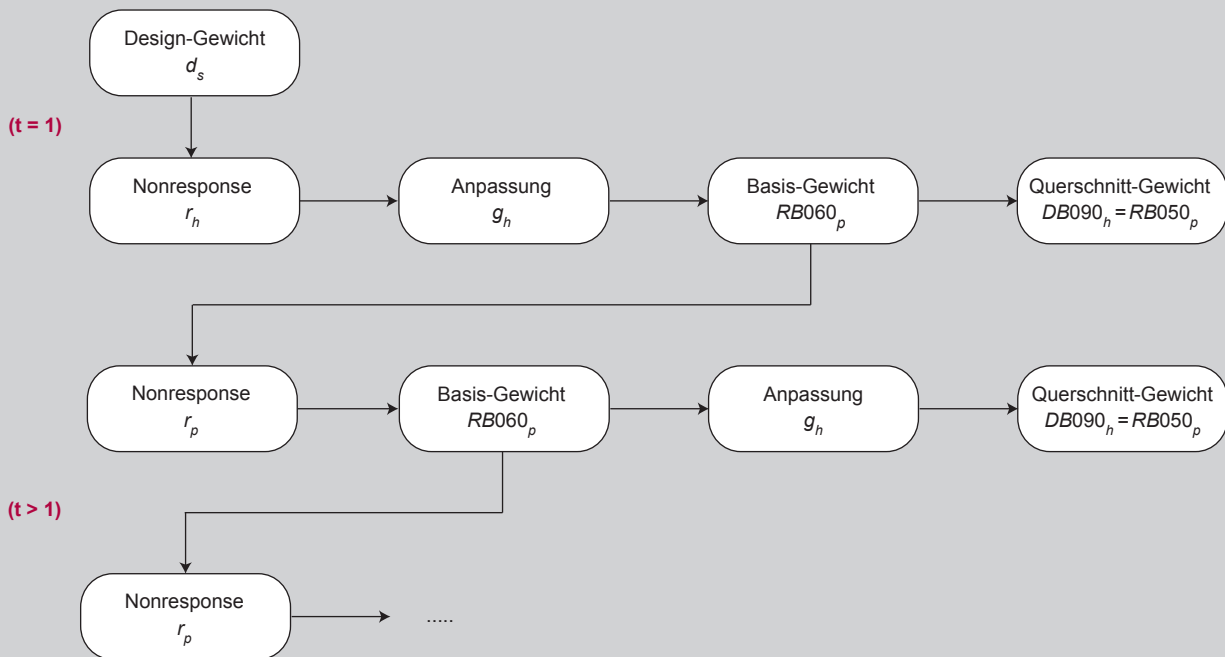 Design-Gewicht
d_s
(t = 1)
Nonresponse
r_h
Anpassung
g_h
Basis-Gewicht
RB060_p
Querschnitt-Gewicht
DB090_h = RB050_p
Nonresponse
r_p
Basis-Gewicht
RB060_p
Anpassung
g_h
Querschnitt-Gewicht
DB090_h = RB050_p
(t > 1)
Nonresponse
r_p
.....